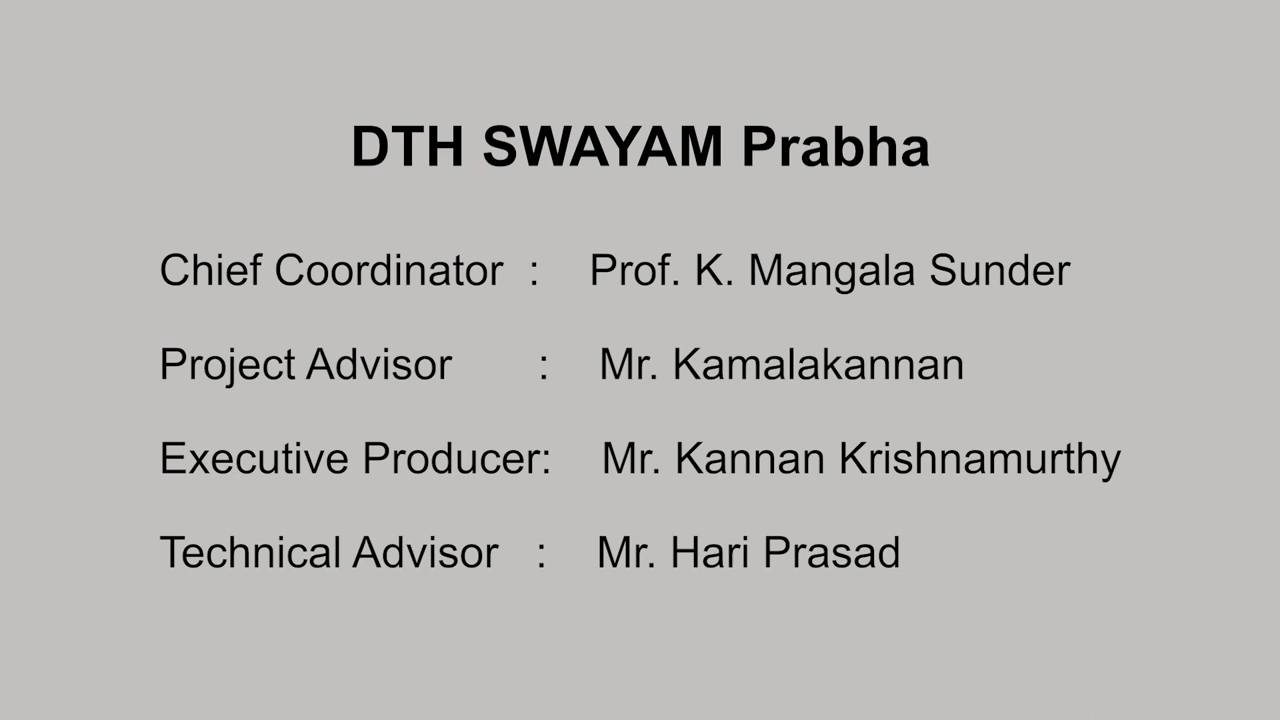 DTH SWAYAM Prabha
Chief Coordinator : Prof. K. Mangala Sunder
Project Advisor : Mr. Kamalakannan
Executive Producer: Mr. Kannan Krishnamurthy
Technical Advisor : Mr. Hari Prasad